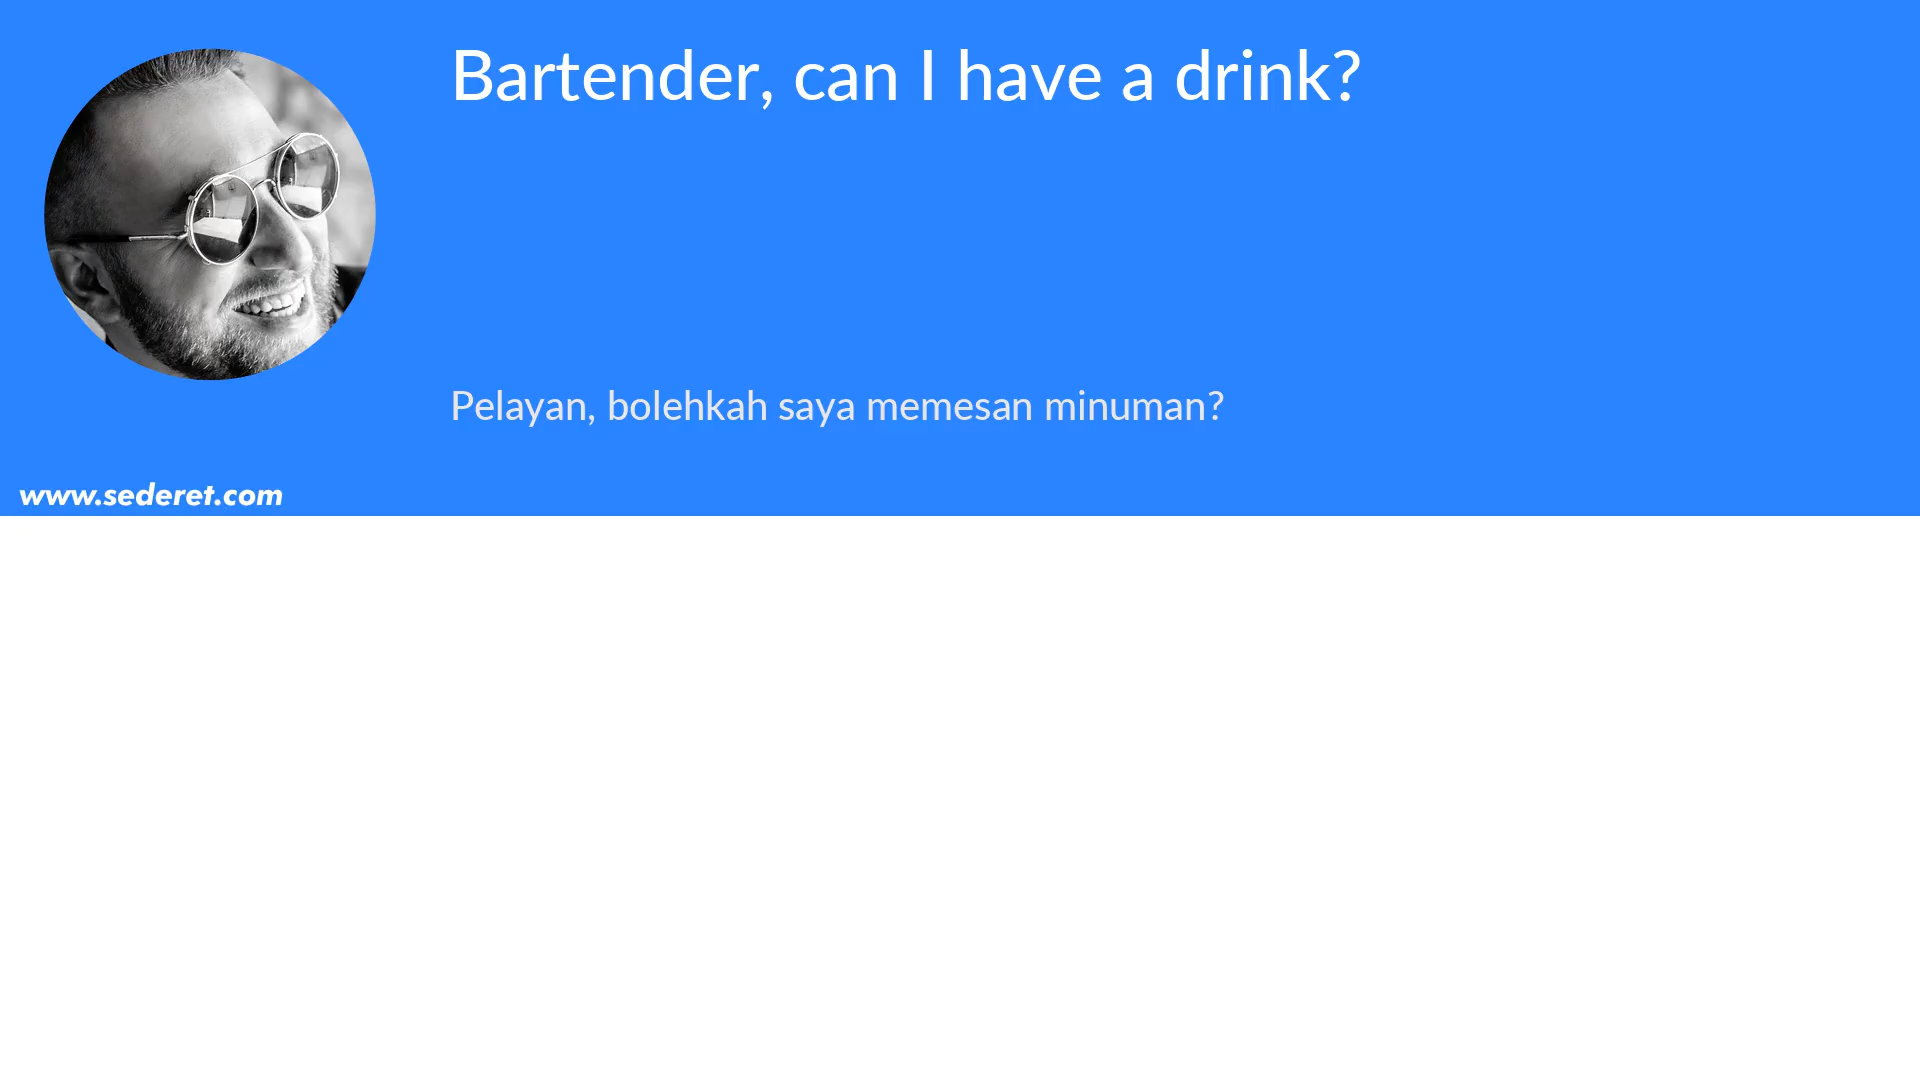 Bartender, can I have a drink?
Pelayan, bolehkah saya memesan minuman?
www.sederet.com